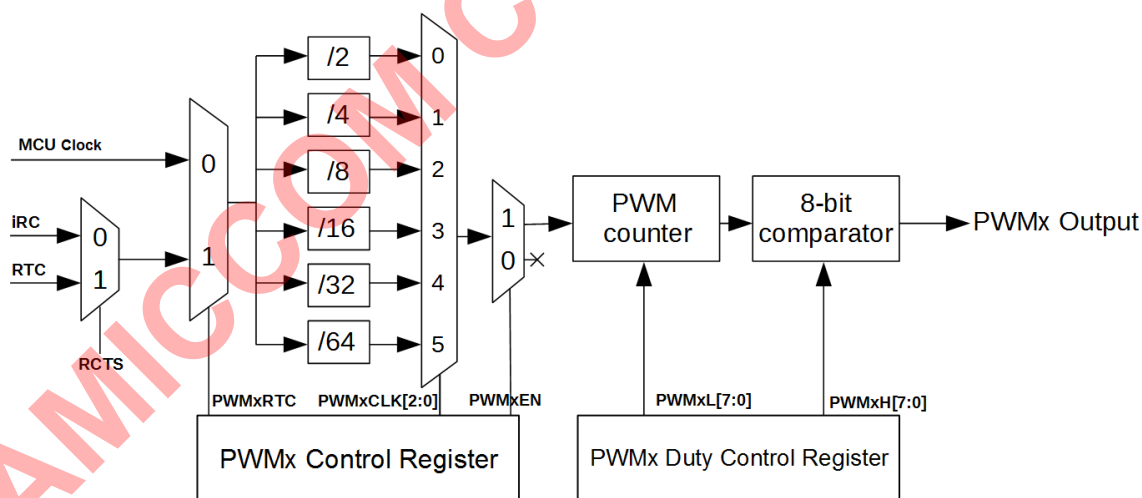 AMICCOM C
MCU Clock
iRC
RTC
0
1
RCTS
0
1
/2
/4
/8
/16
/32
/64
0
1
2
3
4
5
1
0
PWM
counter
8-bit
comparator
PWMx Output
PWMxRTC
PWMxCLK[2:0]
PWMxEN
PWMxL[7:0]
PWMxH[7:0]
PWMx Control Register
PWMx Duty Control Register